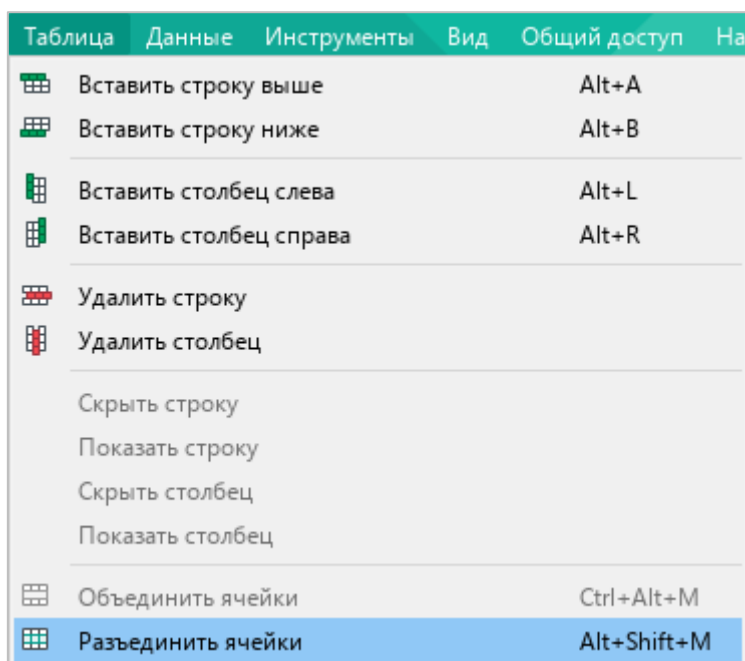 Таблица Данные Инструменты Вид Общий доступ
Вставить строку выше Alt+A
Вставить строку ниже Alt+B
Вставить столбец слева Alt+L
Вставить столбец справа Alt+R
Удалить строку
Удалить столбец
Скрыть строку
Показать строку
Скрыть столбец
Показать столбец
Объединить ячейки Ctrl+Alt+M
Разъединить ячейки Alt+Shift+M